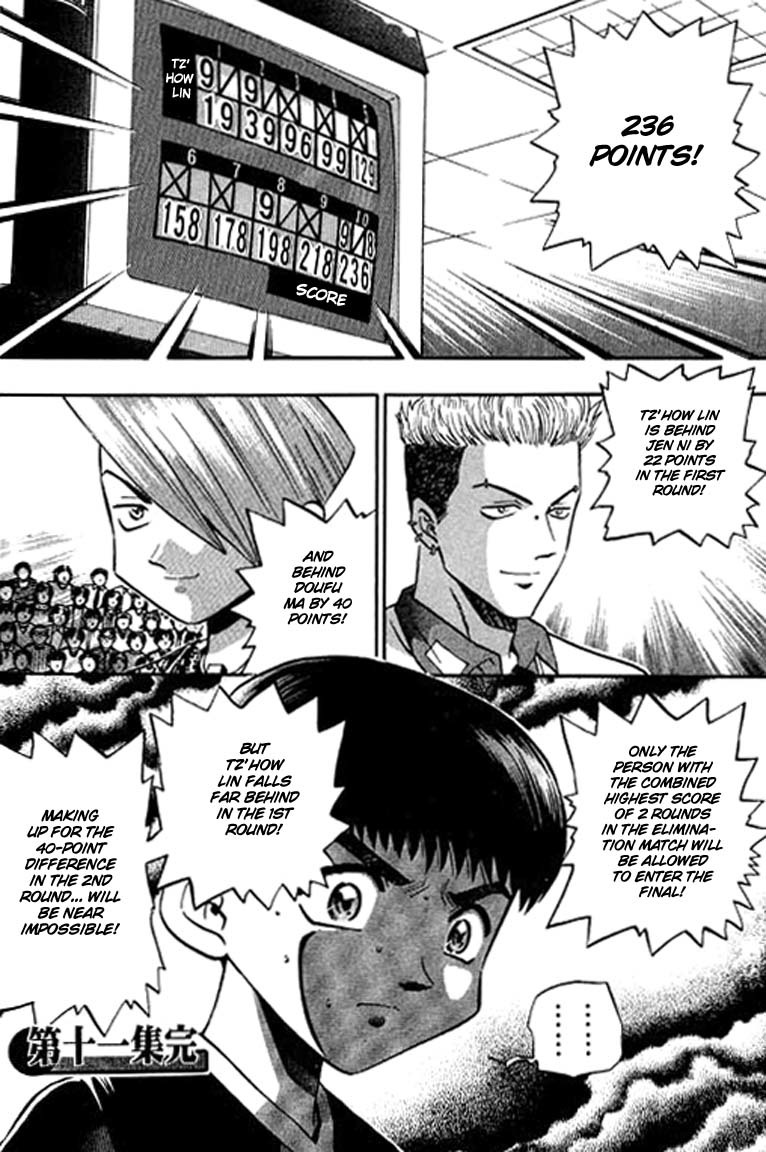 236
POINTS!
TZ'
HOW
LIN
1 2 3 4 5
9 / 9 / X X X
19 39 96 99 129
6 7 8 9 10
X X 9 / X 9 / 8
158 178 198 218 236
SCORE
TZ'HOW LIN
IS BEHIND
JEN NI BY
22 POINTS
IN THE FIRST
ROUND!
AND
BEHIND
DOUFU
MA BY 40
POINTS!
ONLY THE
PERSON WITH
THE COMBINED
HIGHEST SCORE
OF 2 ROUNDS
IN THE ELIMINA-
TION MATCH WILL
BE ALLOWED
TO ENTER THE
FINAL!
BUT
TZ'HOW
LIN FALLS
FAR BEHIND
IN THE 1ST
ROUND!
MAKING
UP FOR THE
40-POINT
DIFFERENCE
IN THE 2ND
ROUND... WILL
BE NEAR
IMPOSSIBLE!
第十一集完